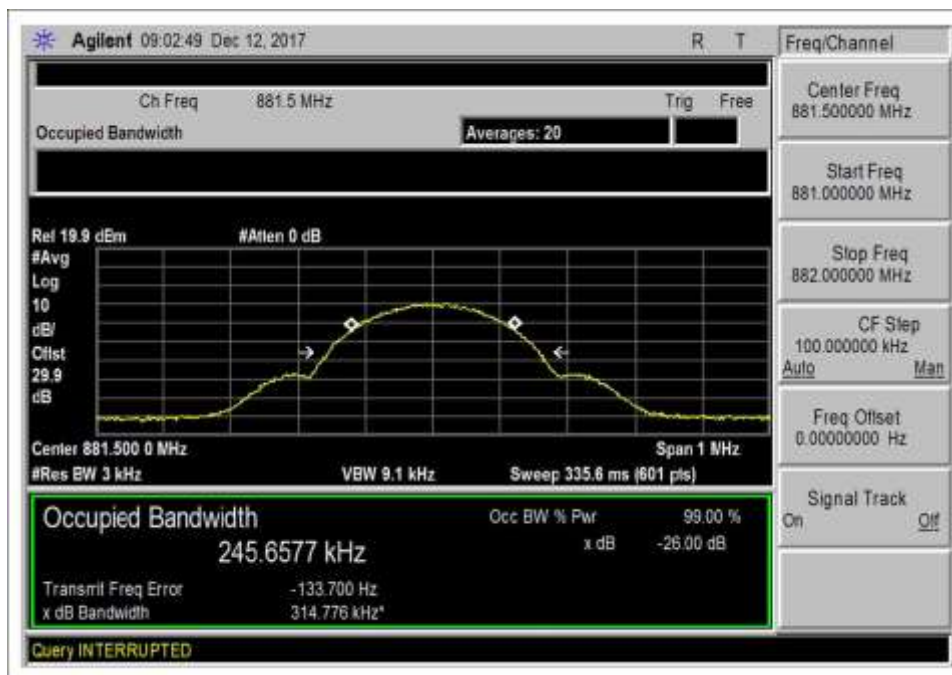 Agilent 09:02:49 Dec 12, 2017 R T
Freq/Channel
Ch Freq 881.5 MHz Trig Free
Occupied Bandwidth Averages: 20
Center Freq
881.500000 MHz
Start Freq
881.000000 MHz
Stop Freq
882.000000 MHz
CF Step
100.000000 kHz
Auto Man
Freq Offset
0.00000000 Hz
Signal Track
On Off
Ref 19.9 dBm #Atten 0 dB
#Avg
Log
10
dB/
Offst
29.9
dB
Center 881.500 0 MHz Span 1 MHz
#Res BW 3 kHz VBW 9.1 kHz Sweep 335.6 ms (601 pts)
Occupied Bandwidth Occ BW % Pwr 99.00 %
245.6577 kHz x dB -26.00 dB
Transmit Freq Error -133.700 Hz
x dB Bandwidth 314.776 kHz*
Query INTERRUPTED